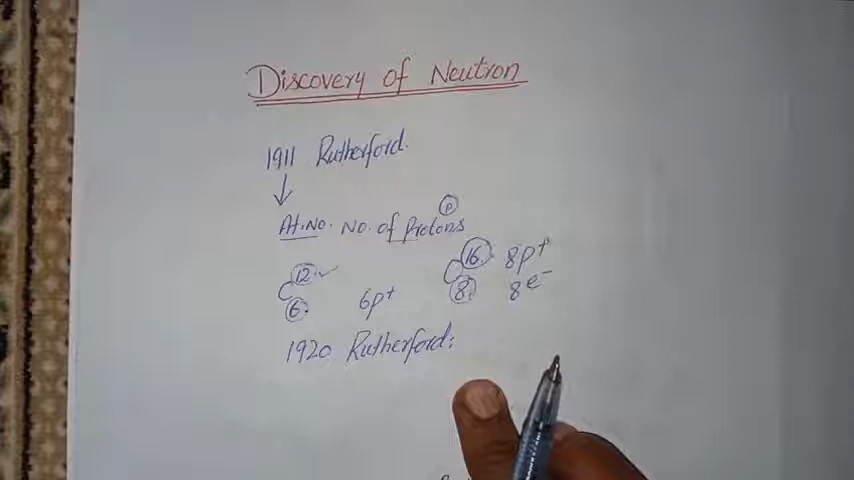 Discovery of Neutron
1911 Rutherford.
At.No. No. of Protons
P
C 12 6 6p+
O 16 8 8p+ 8e-
1920 Rutherford: